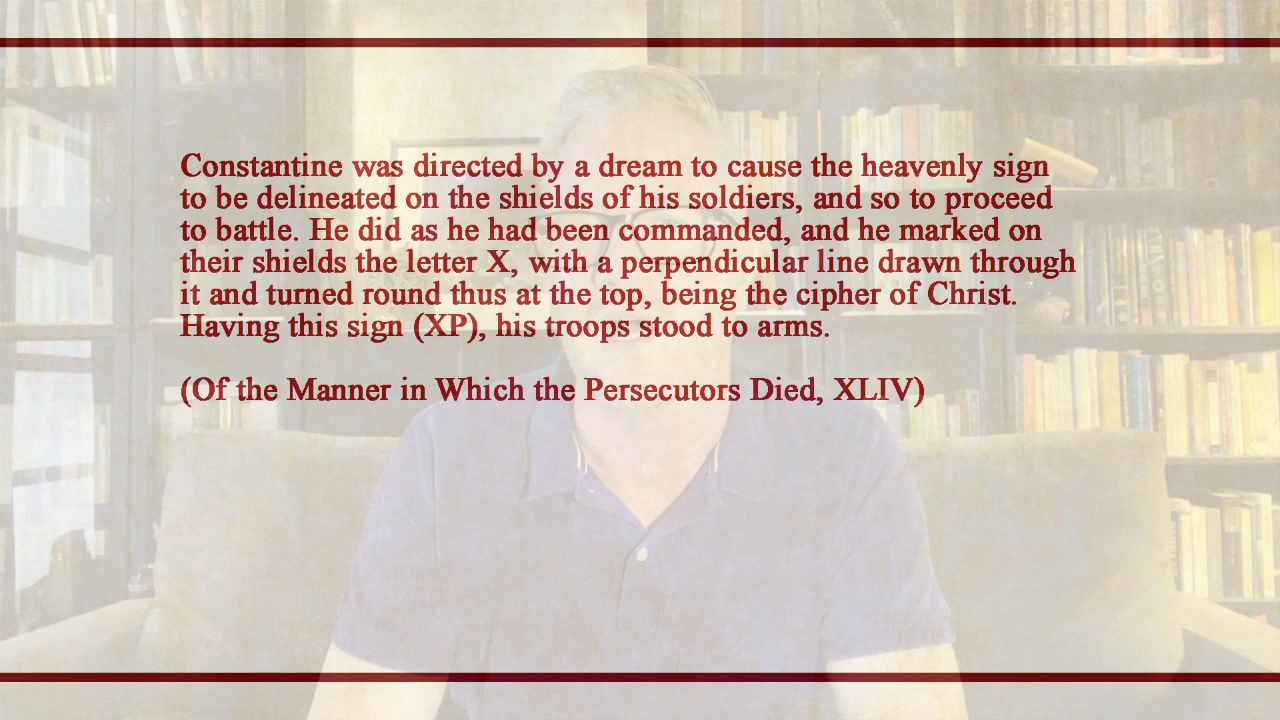 Constantine was directed by a dream to cause the heavenly sign
to be delineated on the shields of his soldiers, and so to proceed
to battle. He did as he had been commanded, and he marked on
their shields the letter X, with a perpendicular line drawn through
it and turned round thus at the top, being the cipher of Christ.
Having this sign (XP), his troops stood to arms.
(Of the Manner in Which the Persecutors Died, XLIV)